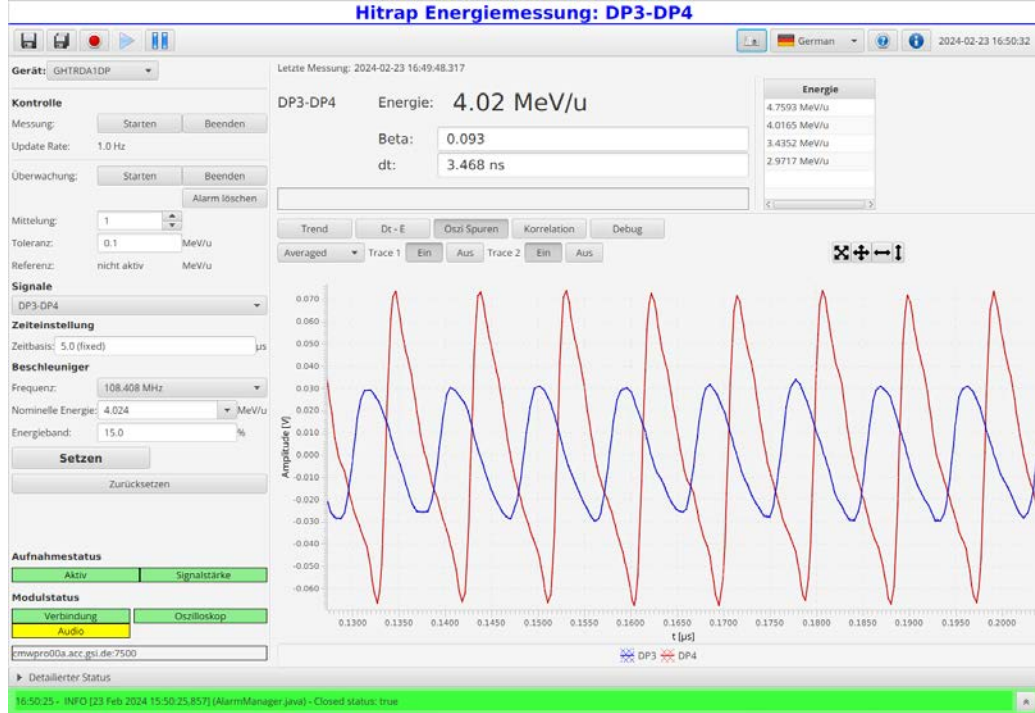 Hitrap Energiemessung: DP3-DP4
German 2024-02-23 16:50:32
Gerät: GHTRDA1DP
Letzte Messung: 2024-02-23 16:49:48.317
Kontrolle
Messung: Starten Beenden
Update Rate: 1.0 Hz
Überwachung: Starten Beenden
Alarm löschen
Mittelung: 1
Toleranz: 0.1 MeV/u
Referenz: nicht aktiv MeV/u
Signale
DP3-DP4
Zeiteinstellung
Zeitbasis: 5.0 (fixed) µs
Beschleuniger
Frequenz: 108.408 MHz
Nominelle Energie: 4.024 MeV/u
Energieband: 15.0 %
Setzen
Zurücksetzen
Aufnahmestatus
Aktiv Signalstärke
Modulstatus
Verbindung Oszilloskop
Audio
cmwpro00a.acc.gsi.de:7500
DP3-DP4 Energie: 4.02 MeV/u
Beta: 0.093
dt: 3.468 ns
Energie
4.7593 MeV/u
4.0165 MeV/u
3.4352 MeV/u
2.9717 MeV/u
Trend Dt - E Oszi Spuren Korrelation Debug
Averaged Trace 1 Ein Aus Trace 2 Ein Aus
Amplitude [V]
0.070
0.060
0.050
0.040
0.030
0.020
0.010
0.000
-0.010
-0.020
-0.030
-0.040
-0.050
-0.060
0.1300 0.1350 0.1400 0.1450 0.1500 0.1550 0.1600 0.1650 0.1700 0.1750 0.1800 0.1850 0.1900 0.1950 0.2000
t [µs]
DP3 DP4
Detailierter Status
16:50:25 - INFO [23 Feb 2024 15:50:25,857] (AlarmManager.java) - Closed status: true